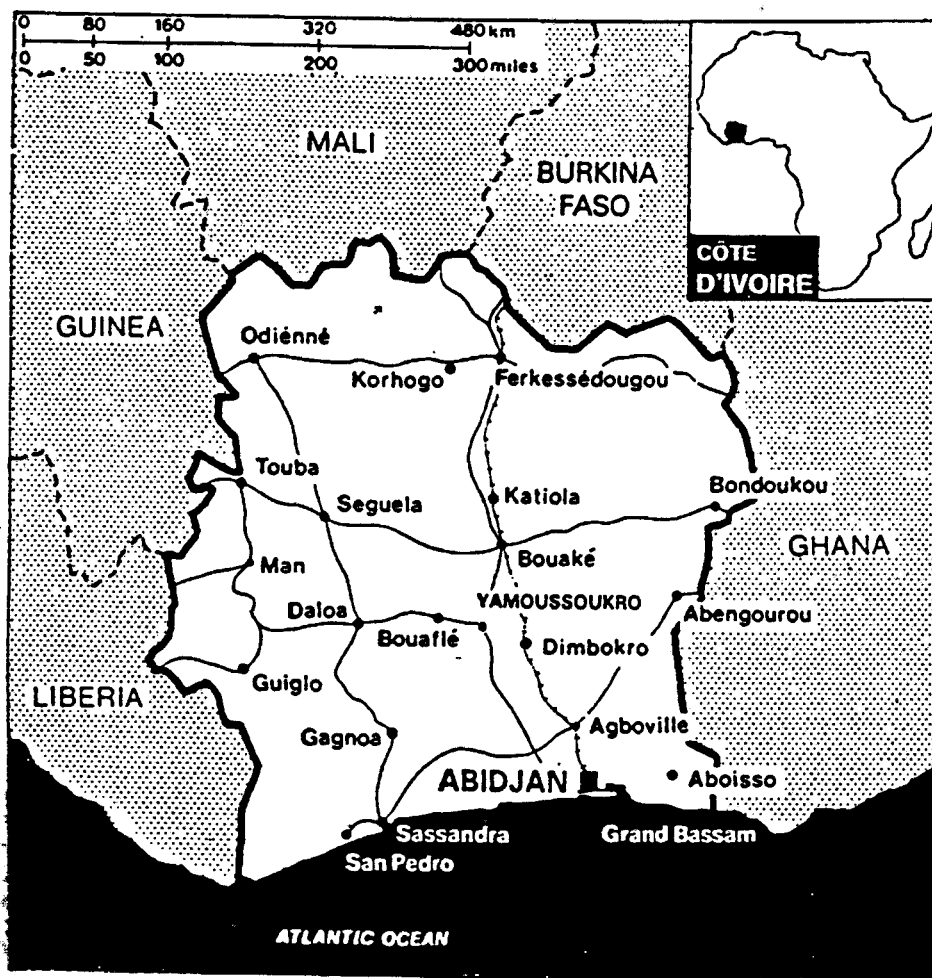 0 80 160 320 480 km
0 50 100 200 300 miles
MALI
BURKINA
FASO
CÔTE
D'IVOIRE
GUINEA
Odiénné
Korhogo
Ferkessédougou
Touba
Seguela
Katiola
Bondoukou
GHANA
Man
Bouaké
Daloa
Bouaflé
YAMOUSSOUKRO
Abengourou
Dimbokro
Guiglo
LIBERIA
Gagnoa
Agboville
ABIDJAN
Aboisso
Sassandra
Grand Bassam
San Pedro
ATLANTIC OCEAN